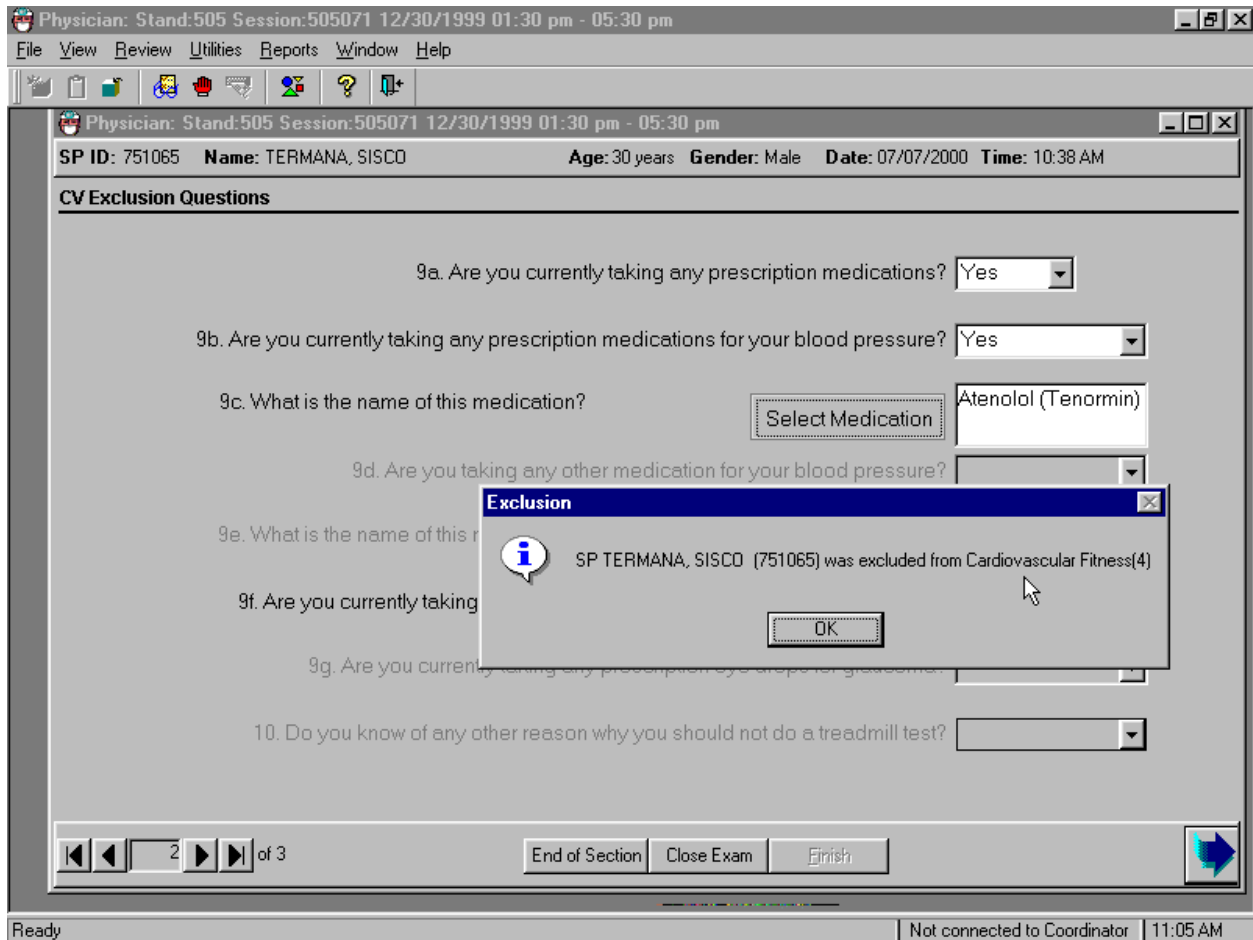 Physician: Stand:505 Session:505071 12/30/1999 01:30 pm - 05:30 pm
File View Review Utilities Reports Window Help
Physician: Stand:505 Session:505071 12/30/1999 01:30 pm - 05:30 pm
SP ID: 751065 Name: TERMANA, SISCO Age: 30 years Gender: Male Date: 07/07/2000 Time: 10:38 AM
CV Exclusion Questions
9a. Are you currently taking any prescription medications? Yes
9b. Are you currently taking any prescription medications for your blood pressure? Yes
9c. What is the name of this medication? Select Medication Atenolol (Tenormin)
9d. Are you taking any other medication for your blood pressure?
Exclusion
9e. What is the name of this
SP TERMANA, SISCO (751065) was excluded from Cardiovascular Fitness(4)
9f. Are you currently taking
OK
9g. Are you currently taking any prescription eye drops for glaucoma?
10. Do you know of any other reason why you should not do a treadmill test?
2 of 3 End of Section Close Exam Finish
Ready Not connected to Coordinator 11:05 AM